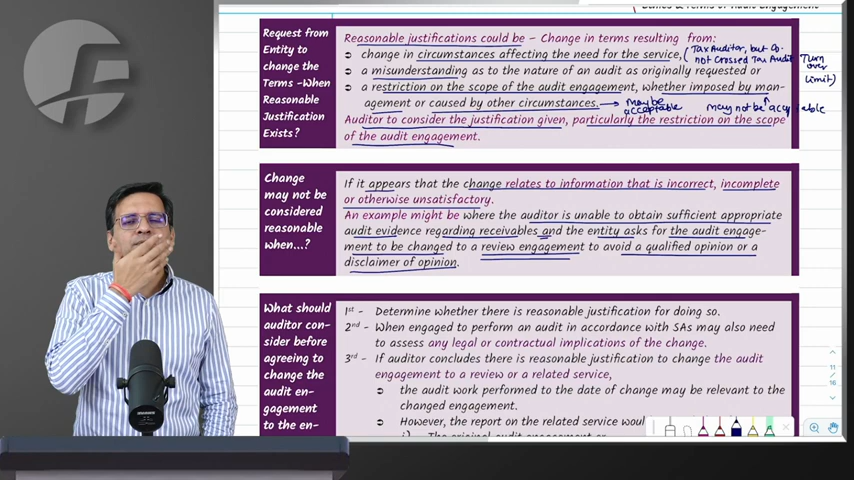 Request from
Entity to
change the
Terms -When
Reasonable
Justification
Exists?
Reasonable justifications could be – Change in terms resulting from:
change in circumstances affecting the need for the service,
(Tax Auditor, but Co.
not Crossed Tax Audit
Turn
over
limit)
a misunderstanding as to the nature of an audit as originally requested or
a restriction on the scope of the audit engagement, whether imposed by man-
agement or caused by other circumstances.
may be
acceptable
may not be
Auditor to consider the justification given, particularly the restriction on the scope
of the audit engagement.
Change
may not be
considered
reasonable
when...?
If it appears that the change relates to information that is incorrect, incomplete
or otherwise unsatisfactory.
An example might be where the auditor is unable to obtain sufficient appropriate
audit evidence regarding receivables and the entity asks for the audit engage-
ment to be changed to a review engagement to avoid a qualified opinion or a
disclaimer of opinion.
What should
auditor con-
sider before
agreeing to
change the
audit en-
gagement
to the en-
1st - Determine whether there is reasonable justification for doing so.
2nd - When engaged to perform an audit in accordance with SAs may also need
to assess any legal or contractual implications of the change.
3rd - If auditor concludes there is reasonable justification to change the audit
engagement to a review or a related service,
the audit work performed to the date of change may be relevant to the
changed engagement.
However, the report on the related service woul
11
16